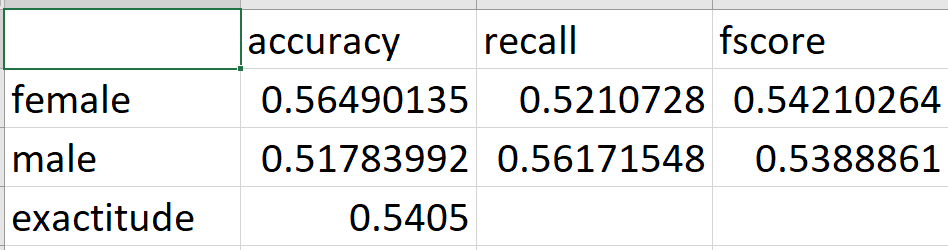 accuracy recall fscore
female 0.56490135 0.5210728 0.54210264
male 0.51783992 0.56171548 0.5388861
exactitude 0.5405